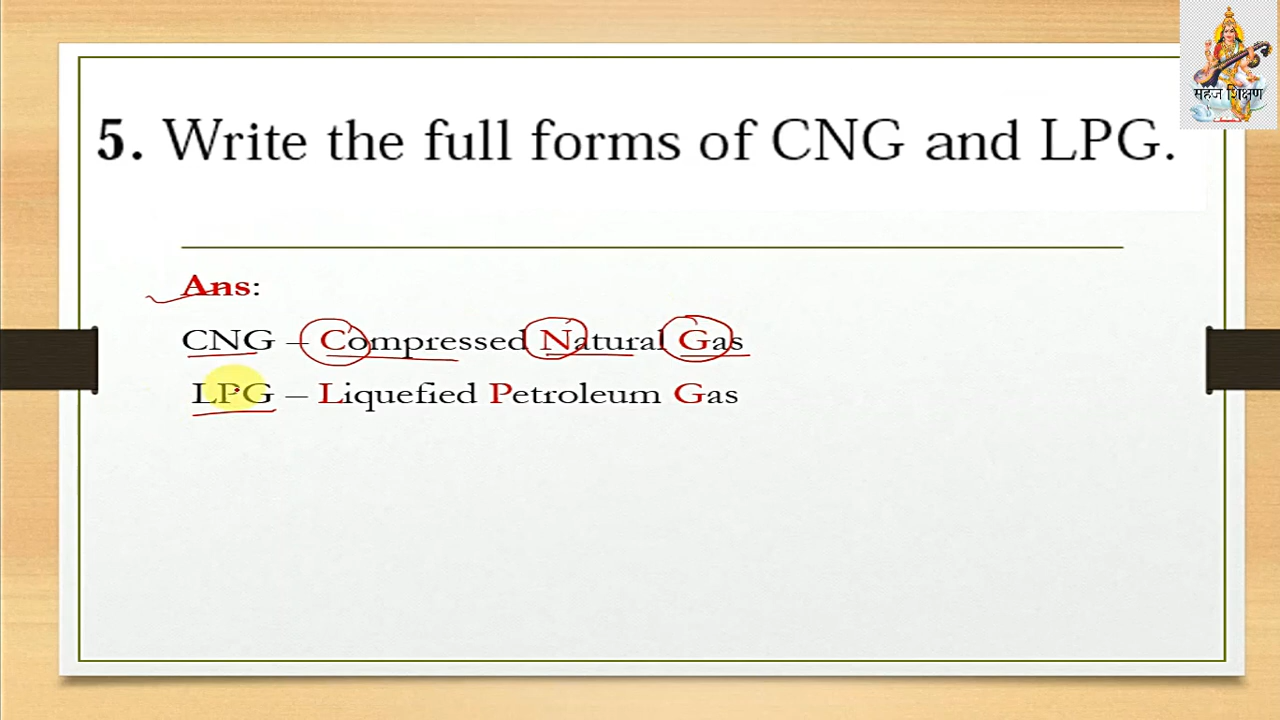 सहज शिक्षण
5. Write the full forms of CNG and LPG.
Ans:
CNG – Compressed Natural Gas
LPG – Liquefied Petroleum Gas